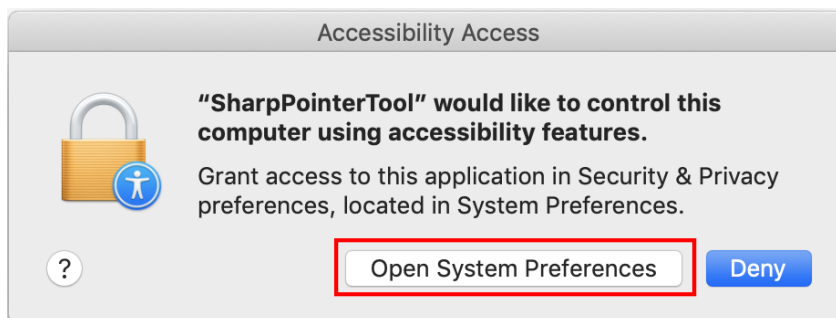 Accessibility Access
“SharpPointerTool” would like to control this
computer using accessibility features.
Grant access to this application in Security & Privacy
preferences, located in System Preferences.
?
Open System Preferences
Deny